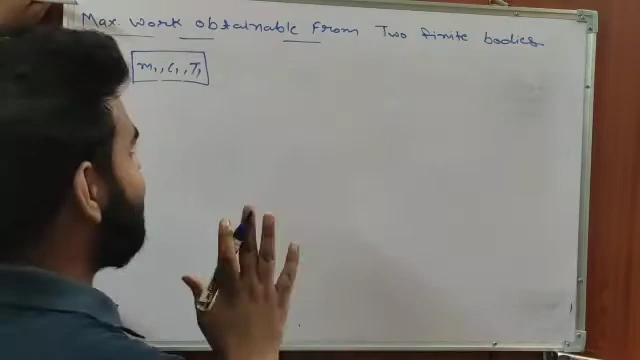 Max. Work obtainable from Two finite bodies
m₁, c₁, T₁